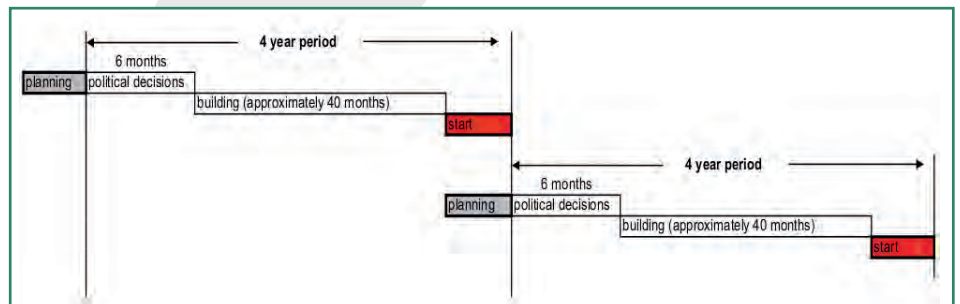 4 year period
6 months
planning political decisions
building (approximately 40 months)
start
4 year period
6 months
planning political decisions
building (approximately 40 months)
start